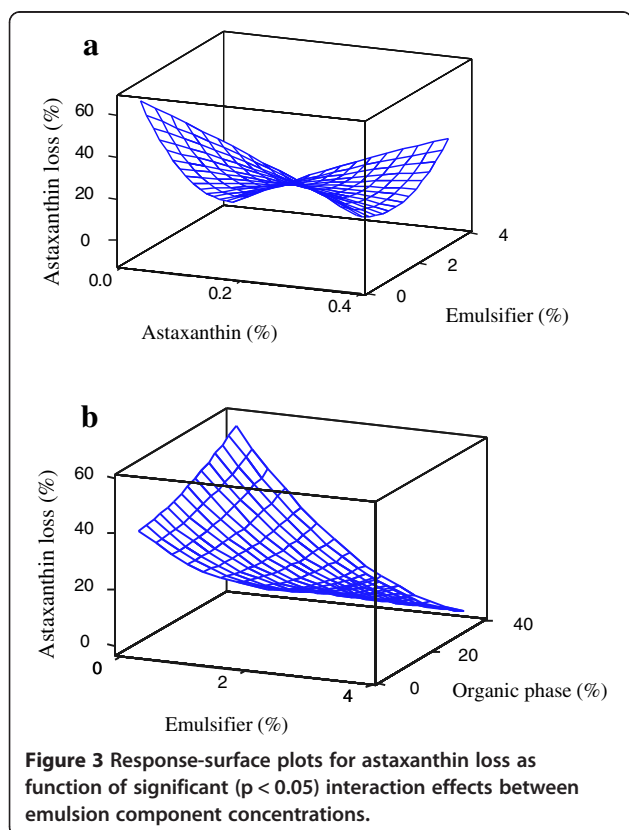 a
Astaxanthin loss (%)
60
40
20
0
0.0
0.2
0.4
Astaxanthin (%)
0
2
4
Emulsifier (%)
b
Astaxanthin loss (%)
60
40
20
0
0
2
4
Emulsifier (%)
0
20
40
Organic phase (%)
Figure 3 Response-surface plots for astaxanthin loss as
function of significant (p < 0.05) interaction effects between
emulsion component concentrations.